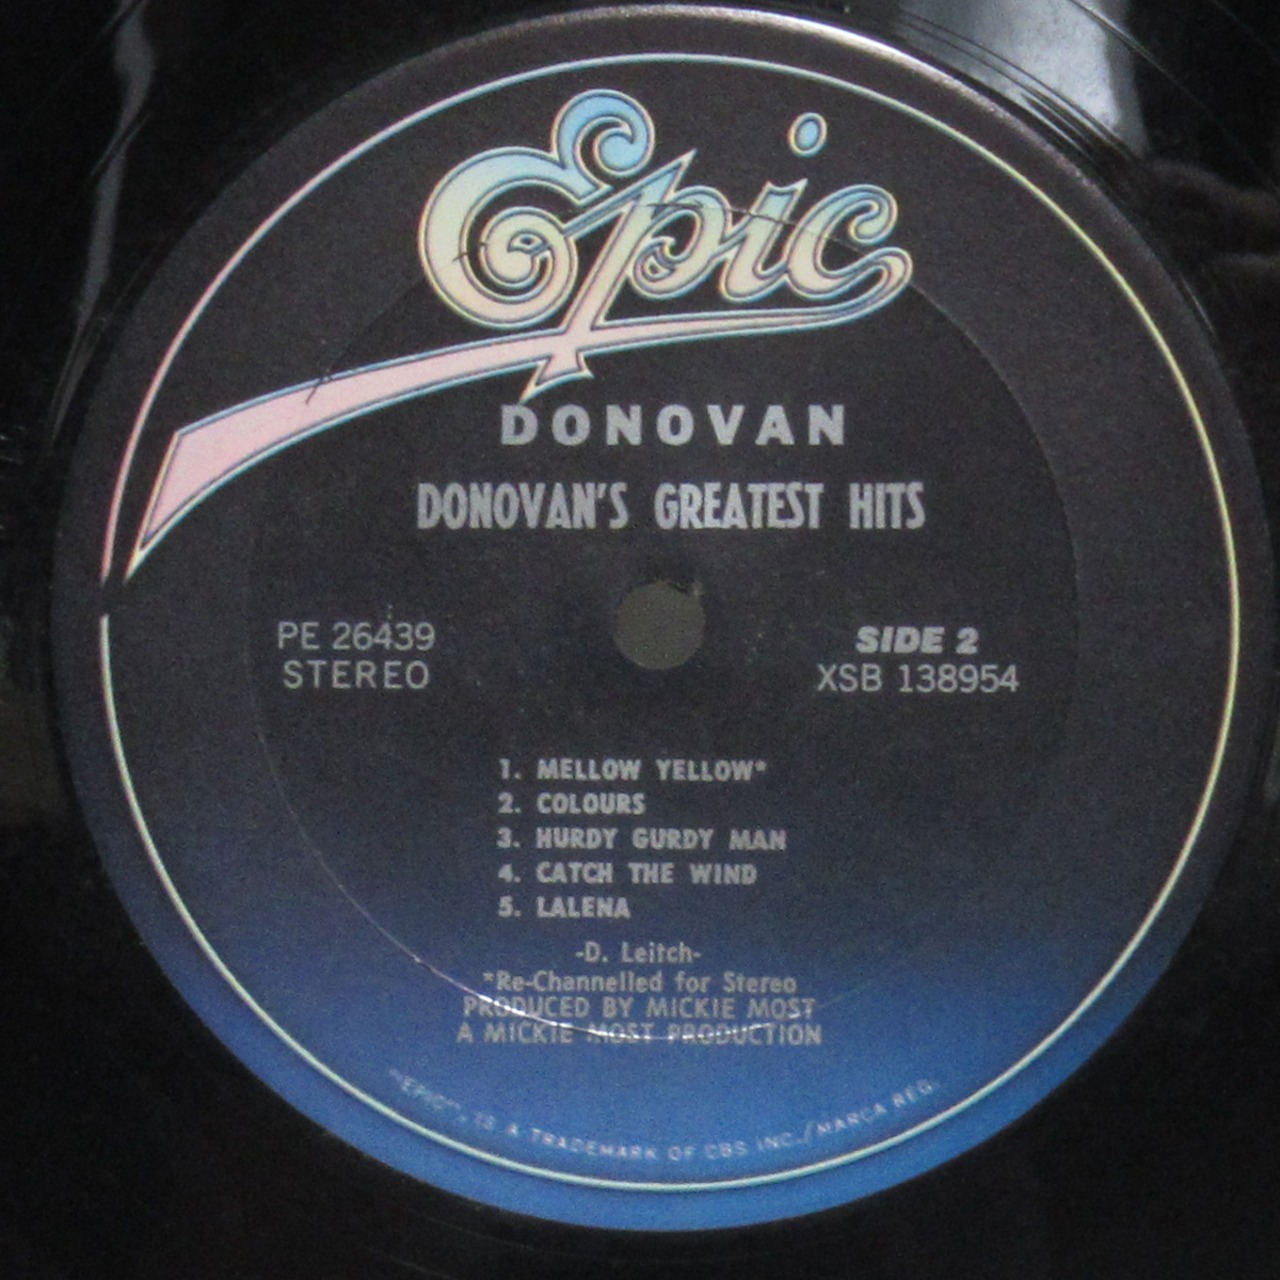 Epic
DONOVAN
DONOVAN'S GREATEST HITS
PE 26439
STEREO
SIDE 2
XSB 138954
1. MELLOW YELLOW*
2. COLOURS
3. HURDY GURDY MAN
4. CATCH THE WIND
5. LALENA
-D. Leitch-
*Re-Channelled for Stereo
PRODUCED BY MICKIE MOST
A MICKIE MOST PRODUCTION
"EPIC", IS A TRADEMARK OF CBS INC./MARCA REG.